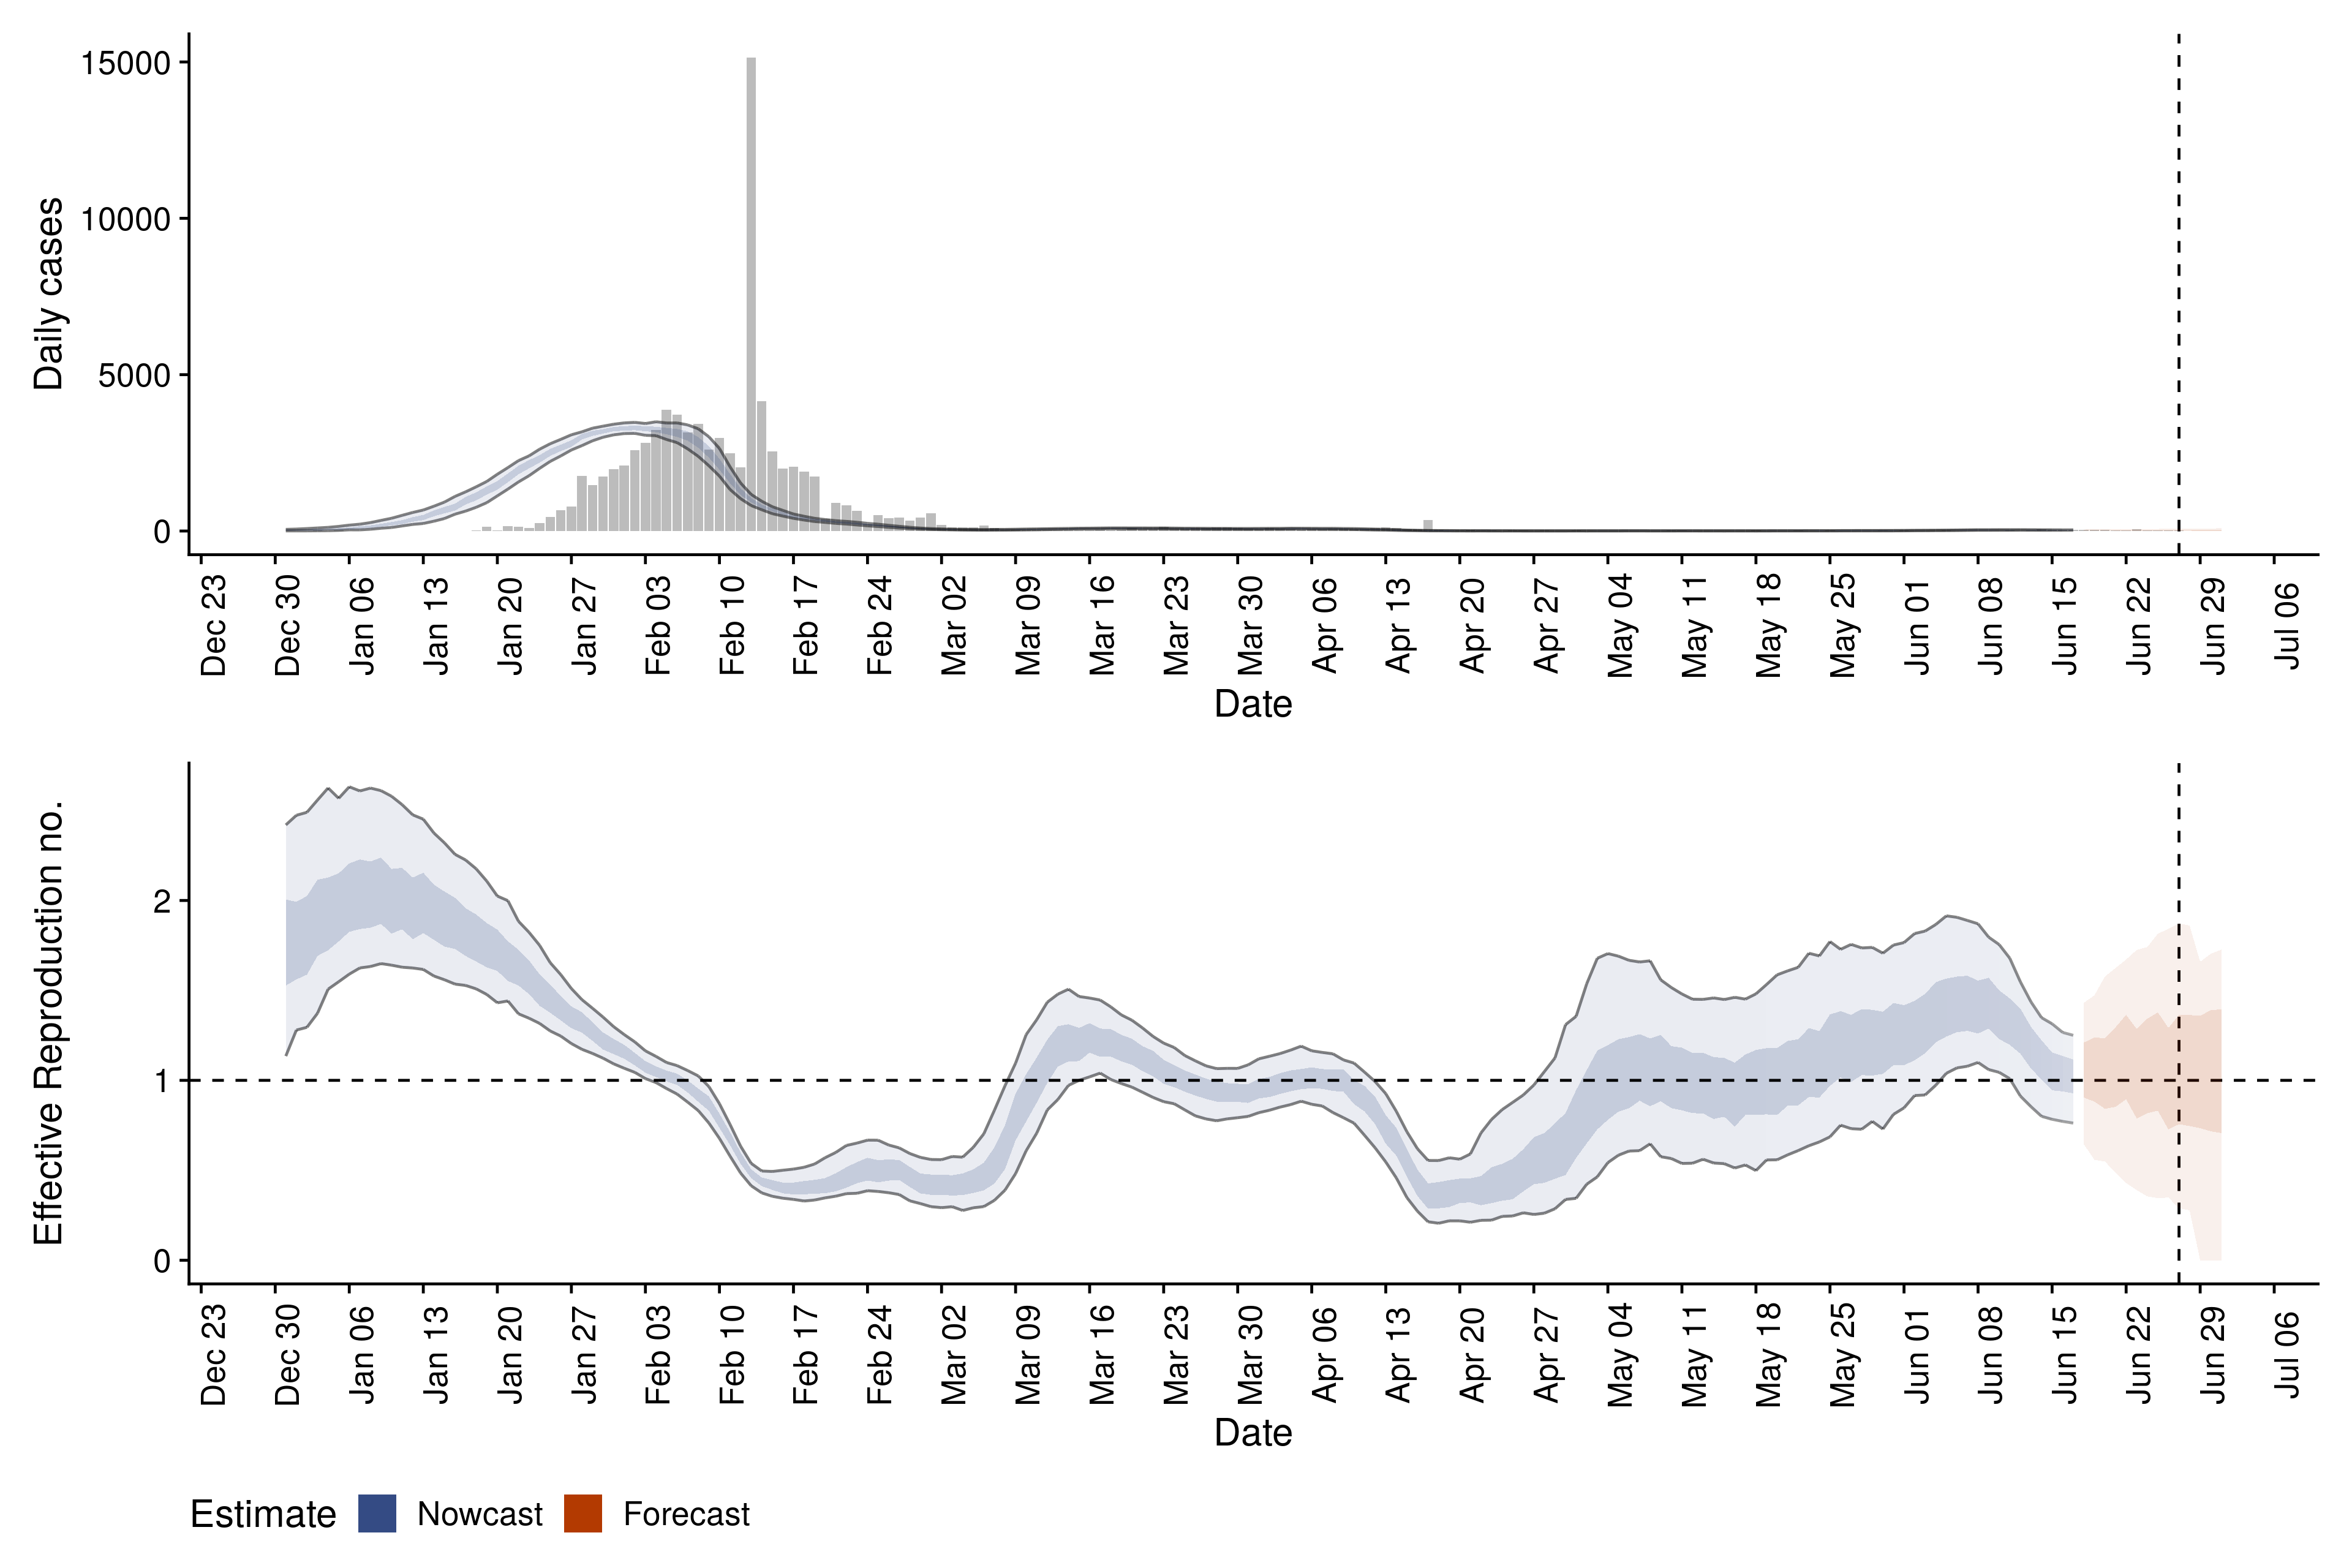 Daily cases
15000
10000
5000
0
Dec 23 Dec 30 Jan 06 Jan 13 Jan 20 Jan 27 Feb 03 Feb 10 Feb 17 Feb 24 Mar 02 Mar 09 Mar 16 Mar 23 Mar 30 Apr 06 Apr 13 Apr 20 Apr 27 May 04 May 11 May 18 May 25 Jun 01 Jun 08 Jun 15 Jun 22 Jun 29 Jul 06
Date
Effective Reproduction no.
2
1
0
Dec 23 Dec 30 Jan 06 Jan 13 Jan 20 Jan 27 Feb 03 Feb 10 Feb 17 Feb 24 Mar 02 Mar 09 Mar 16 Mar 23 Mar 30 Apr 06 Apr 13 Apr 20 Apr 27 May 04 May 11 May 18 May 25 Jun 01 Jun 08 Jun 15 Jun 22 Jun 29 Jul 06
Date
Estimate Nowcast Forecast